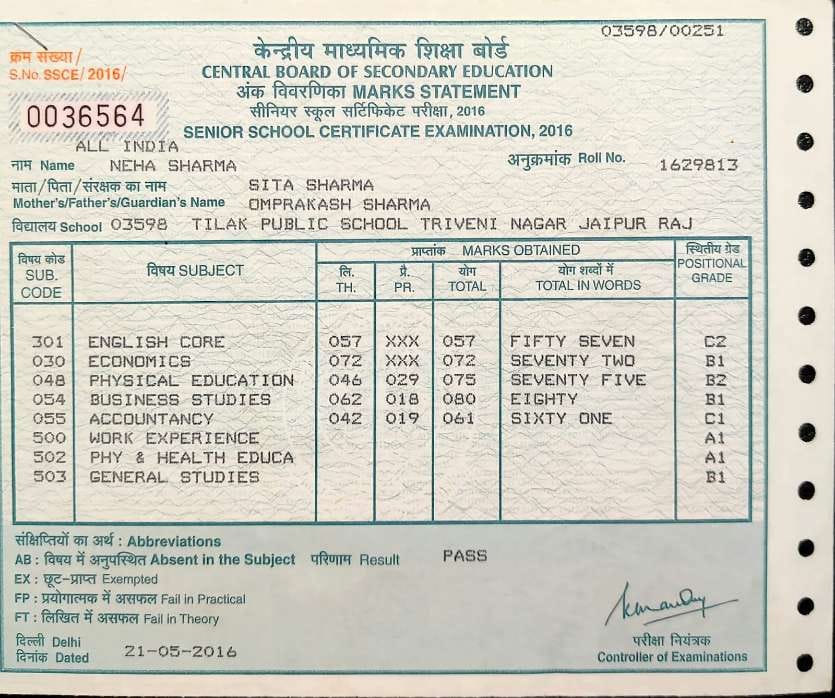 03598/00251
क्रम संख्या/
S.No. SSCE/ 2016/
0036564
केन्द्रीय माध्यमिक शिक्षा बोर्ड
CENTRAL BOARD OF SECONDARY EDUCATION
अंक विवरणिका MARKS STATEMENT
सीनियर स्कूल सर्टिफिकेट परीक्षा, 2016
SENIOR SCHOOL CERTIFICATE EXAMINATION, 2016
ALL INDIA
नाम Name NEHA SHARMA अनुक्रमांक Roll No. 1629813
माता/पिता/संरक्षक का नाम SITA SHARMA
Mother's/Father's/Guardian's Name OMPRAKASH SHARMA
विद्यालय School 03598 TILAK PUBLIC SCHOOL TRIVENI NAGAR JAIPUR RAJ
विषय कोड SUB. CODE विषय SUBJECT प्राप्तांक MARKS OBTAINED स्थितीय ग्रेड POSITIONAL GRADE
लि. TH. प्रै. PR. योग TOTAL योग शब्दों में TOTAL IN WORDS
301 ENGLISH CORE 057 XXX 057 FIFTY SEVEN C2
030 ECONOMICS 072 XXX 072 SEVENTY TWO B1
048 PHYSICAL EDUCATION 046 029 075 SEVENTY FIVE B2
054 BUSINESS STUDIES 062 018 080 EIGHTY B1
055 ACCOUNTANCY 042 019 061 SIXTY ONE C1
500 WORK EXPERIENCE A1
502 PHY & HEALTH EDUCA A1
503 GENERAL STUDIES B1
संक्षिप्तियों का अर्थ : Abbreviations
AB : विषय में अनुपस्थित Absent in the Subject परिणाम Result PASS
EX : छूट-प्राप्त Exempted
FP : प्रयोगात्मक में असफल Fail in Practical
FT : लिखित में असफल Fail in Theory
दिल्ली Delhi
दिनांक Dated 21-05-2016
परीक्षा नियंत्रक
Controller of Examinations